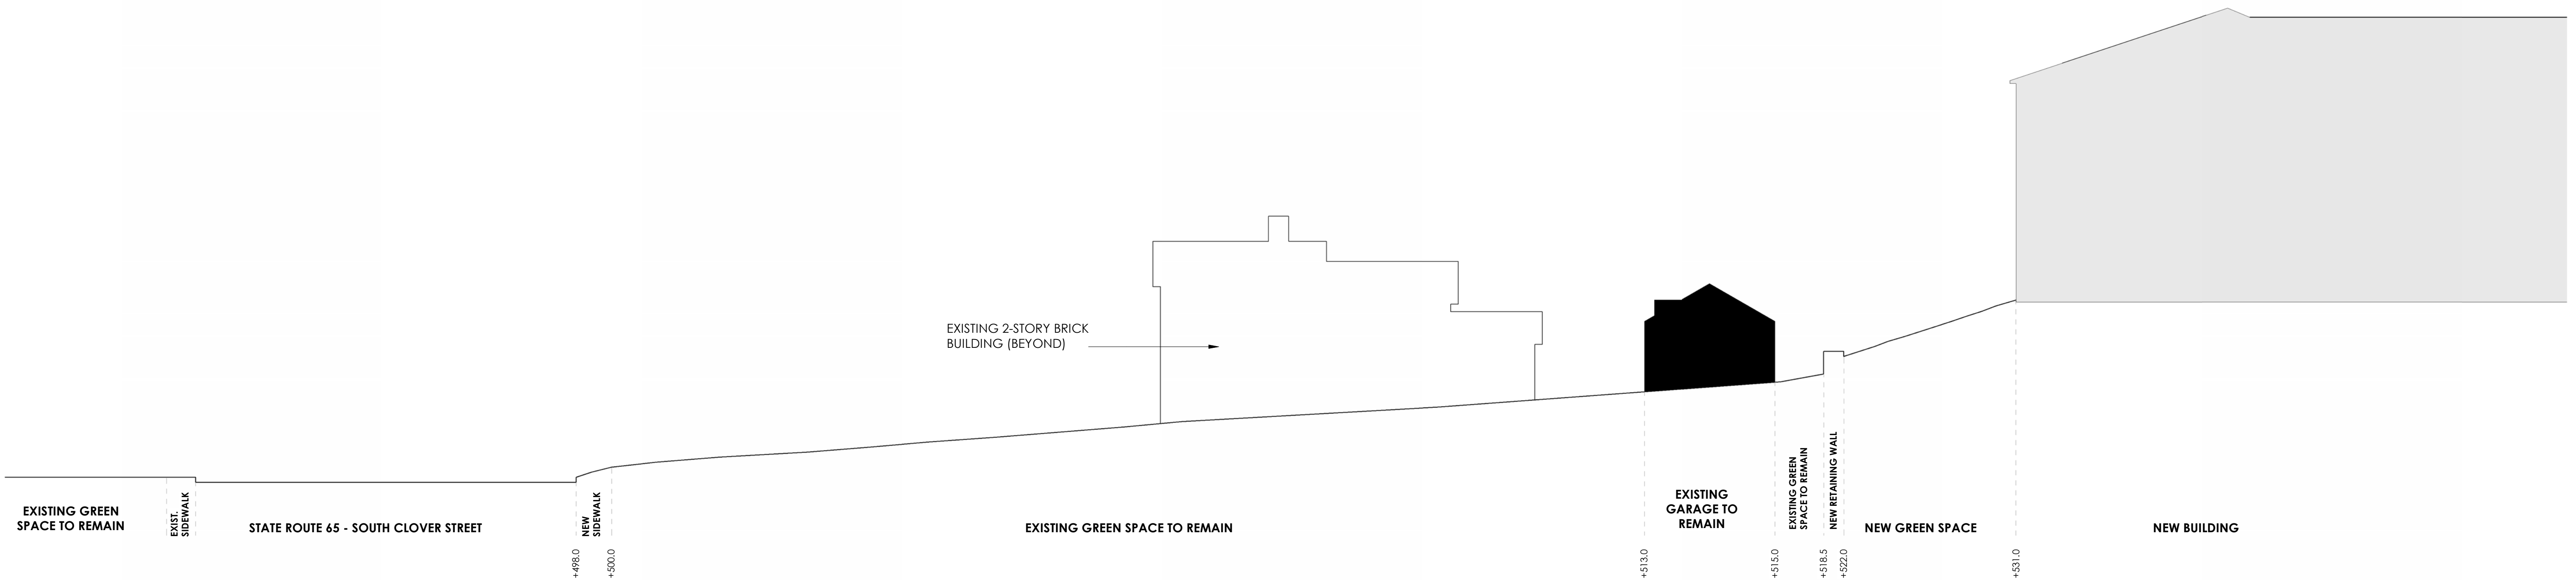 EXISTING 2-STORY BRICK
BUILDING (BEYOND)
EXISTING GREEN
SPACE TO REMAIN
EXIST.
SIDEWALK
STATE ROUTE 65 - SOUTH CLOVER STREET
NEW
SIDEWALK
EXISTING GREEN SPACE TO REMAIN
EXISTING
GARAGE TO
REMAIN
EXISTING GREEN
SPACE TO REMAIN
NEW RETAINING WALL
NEW GREEN SPACE
NEW BUILDING
+498.0
+500.0
+513.0
+515.0
+518.5
+522.0
+531.0